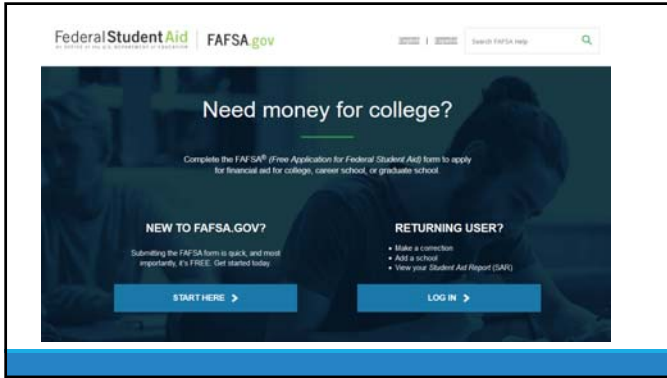 Federal Student Aid
FAFSA.gov
Search FAFSA Help
Need money for college?
Complete the FAFSA® (Free Application for Federal Student Aid) form to apply
for financial aid for college, career school, or graduate school.
NEW TO FAFSA.GOV?
Submitting the FAFSA form is quick, and most
importantly, it's FREE. Get started today.
START HERE
RETURNING USER?
• Make a correction
• Add a school
• View your Student Aid Report (SAR)
LOG IN